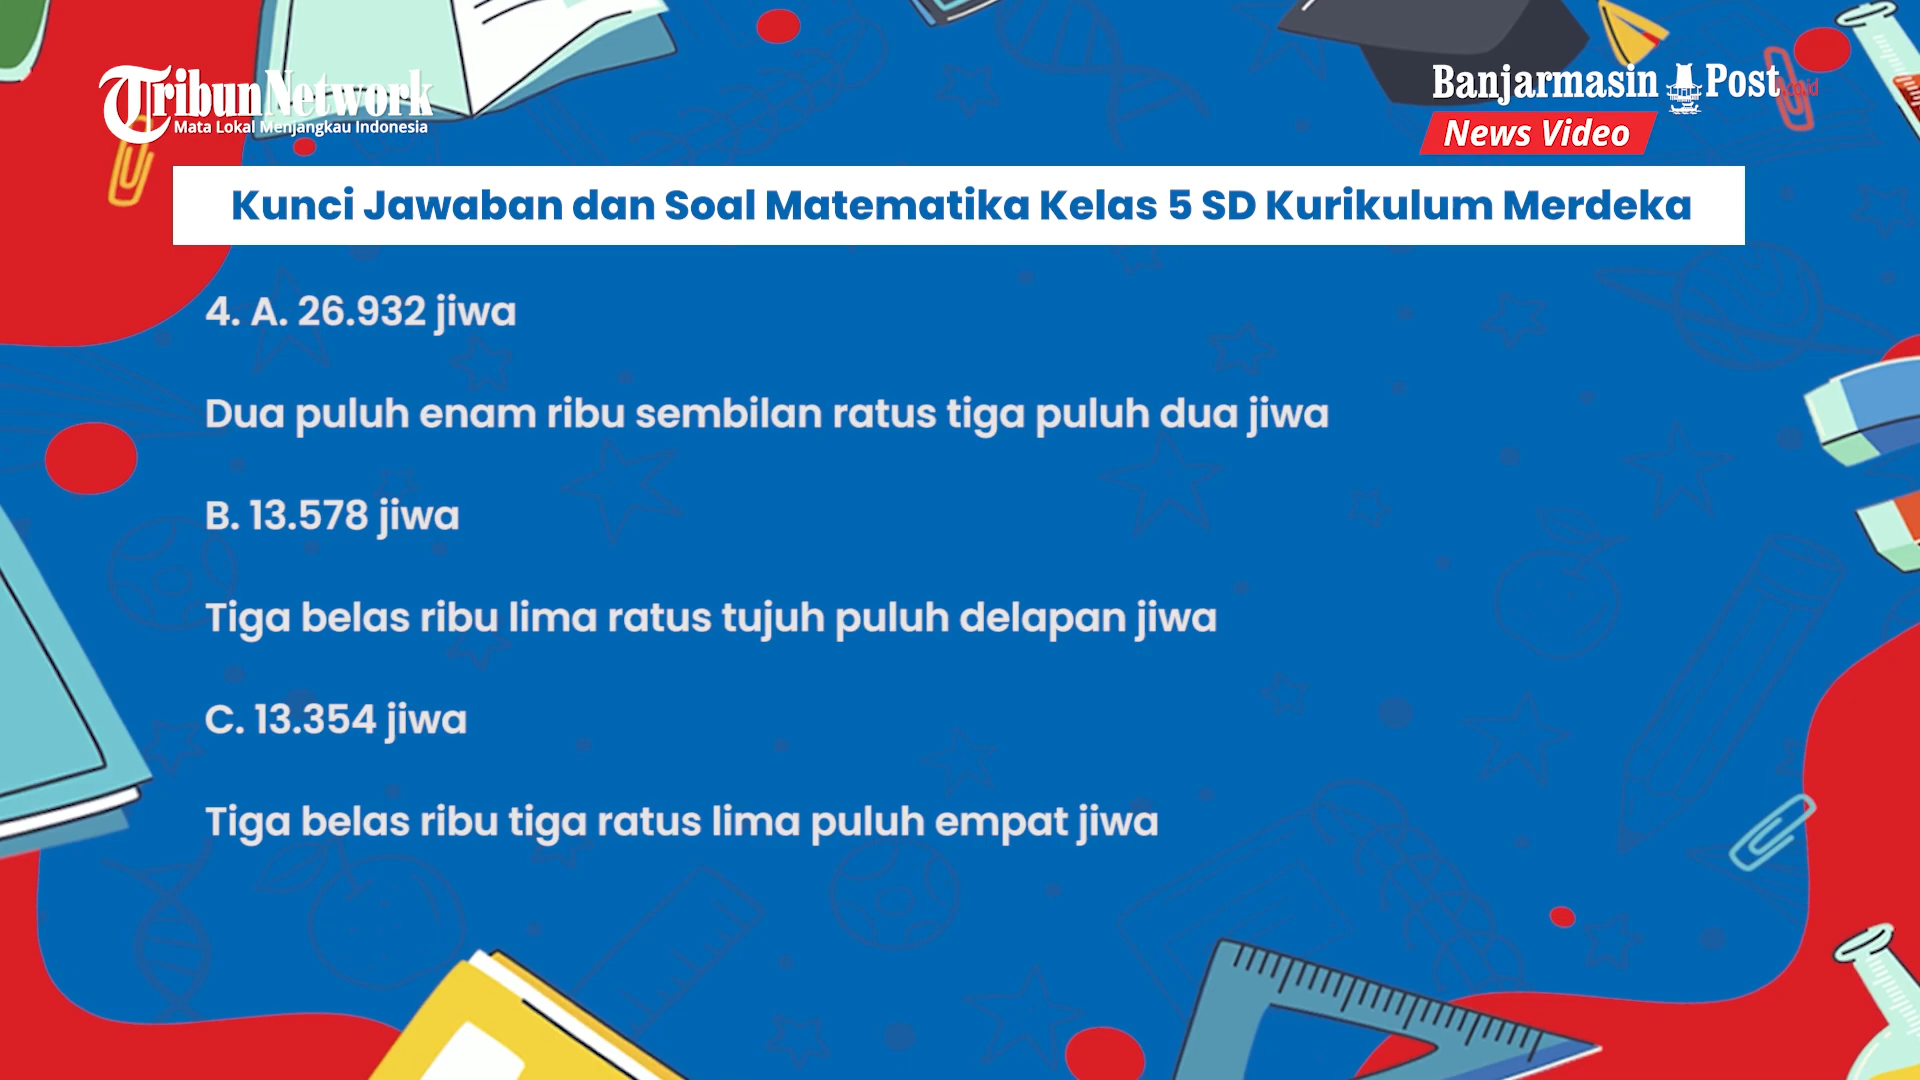 TribunNetwork
Mata Lokal Menjangkau Indonesia
Banjarmasin Post
News Video
Kunci Jawaban dan Soal Matematika Kelas 5 SD Kurikulum Merdeka
4. A. 26.932 jiwa
Dua puluh enam ribu sembilan ratus tiga puluh dua jiwa
B. 13.578 jiwa
Tiga belas ribu lima ratus tujuh puluh delapan jiwa
C. 13.354 jiwa
Tiga belas ribu tiga ratus lima puluh empat jiwa